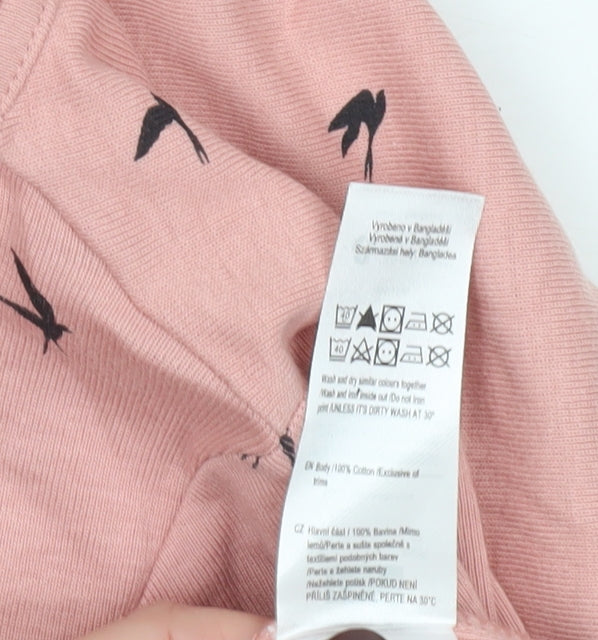 Vyrobeno v Bangladéši
Vyrobené v Bangladéši
Származási hely: Banglades
40
40
Wash and dry similar colours together
/Wash and iron inside out /Do not iron
print /UNLESS IT'S DIRTY WASH AT 30°
EN Body /100% Cotton /Exclusive of
trims
CZ Hlavní část / 100% Bavlna /Mimo
lemů/Perte a sušte společně s
textiliemi podobných barev
/Perte a žehlete naruby
/Nežehlete potisk /POKUD NENÍ
PŘÍLIŠ ZAŠPINĚNÉ, PERTE NA 30°C